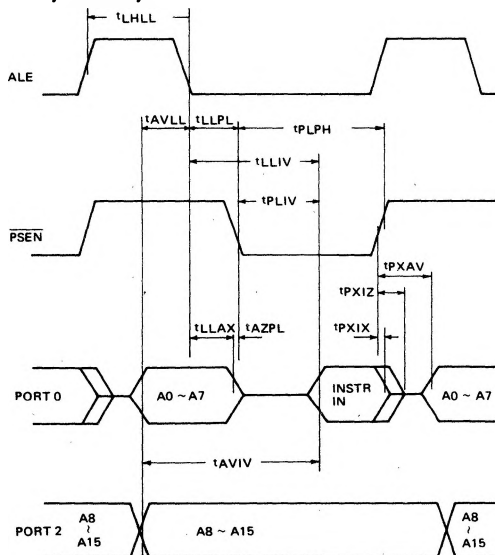 tLHLL
ALE
tAVLL
tLLPL
tPLPH
tLLIV
tPLIV
PSEN
tPXAV
tPXIZ
tLLAX
tAZPL
tPXIX
PORT 0
A0 ~ A7
INSTR
IN
A0 ~ A7
tAVIV
PORT 2
A8
~
A15
A8 ~ A15
A8
~
A15